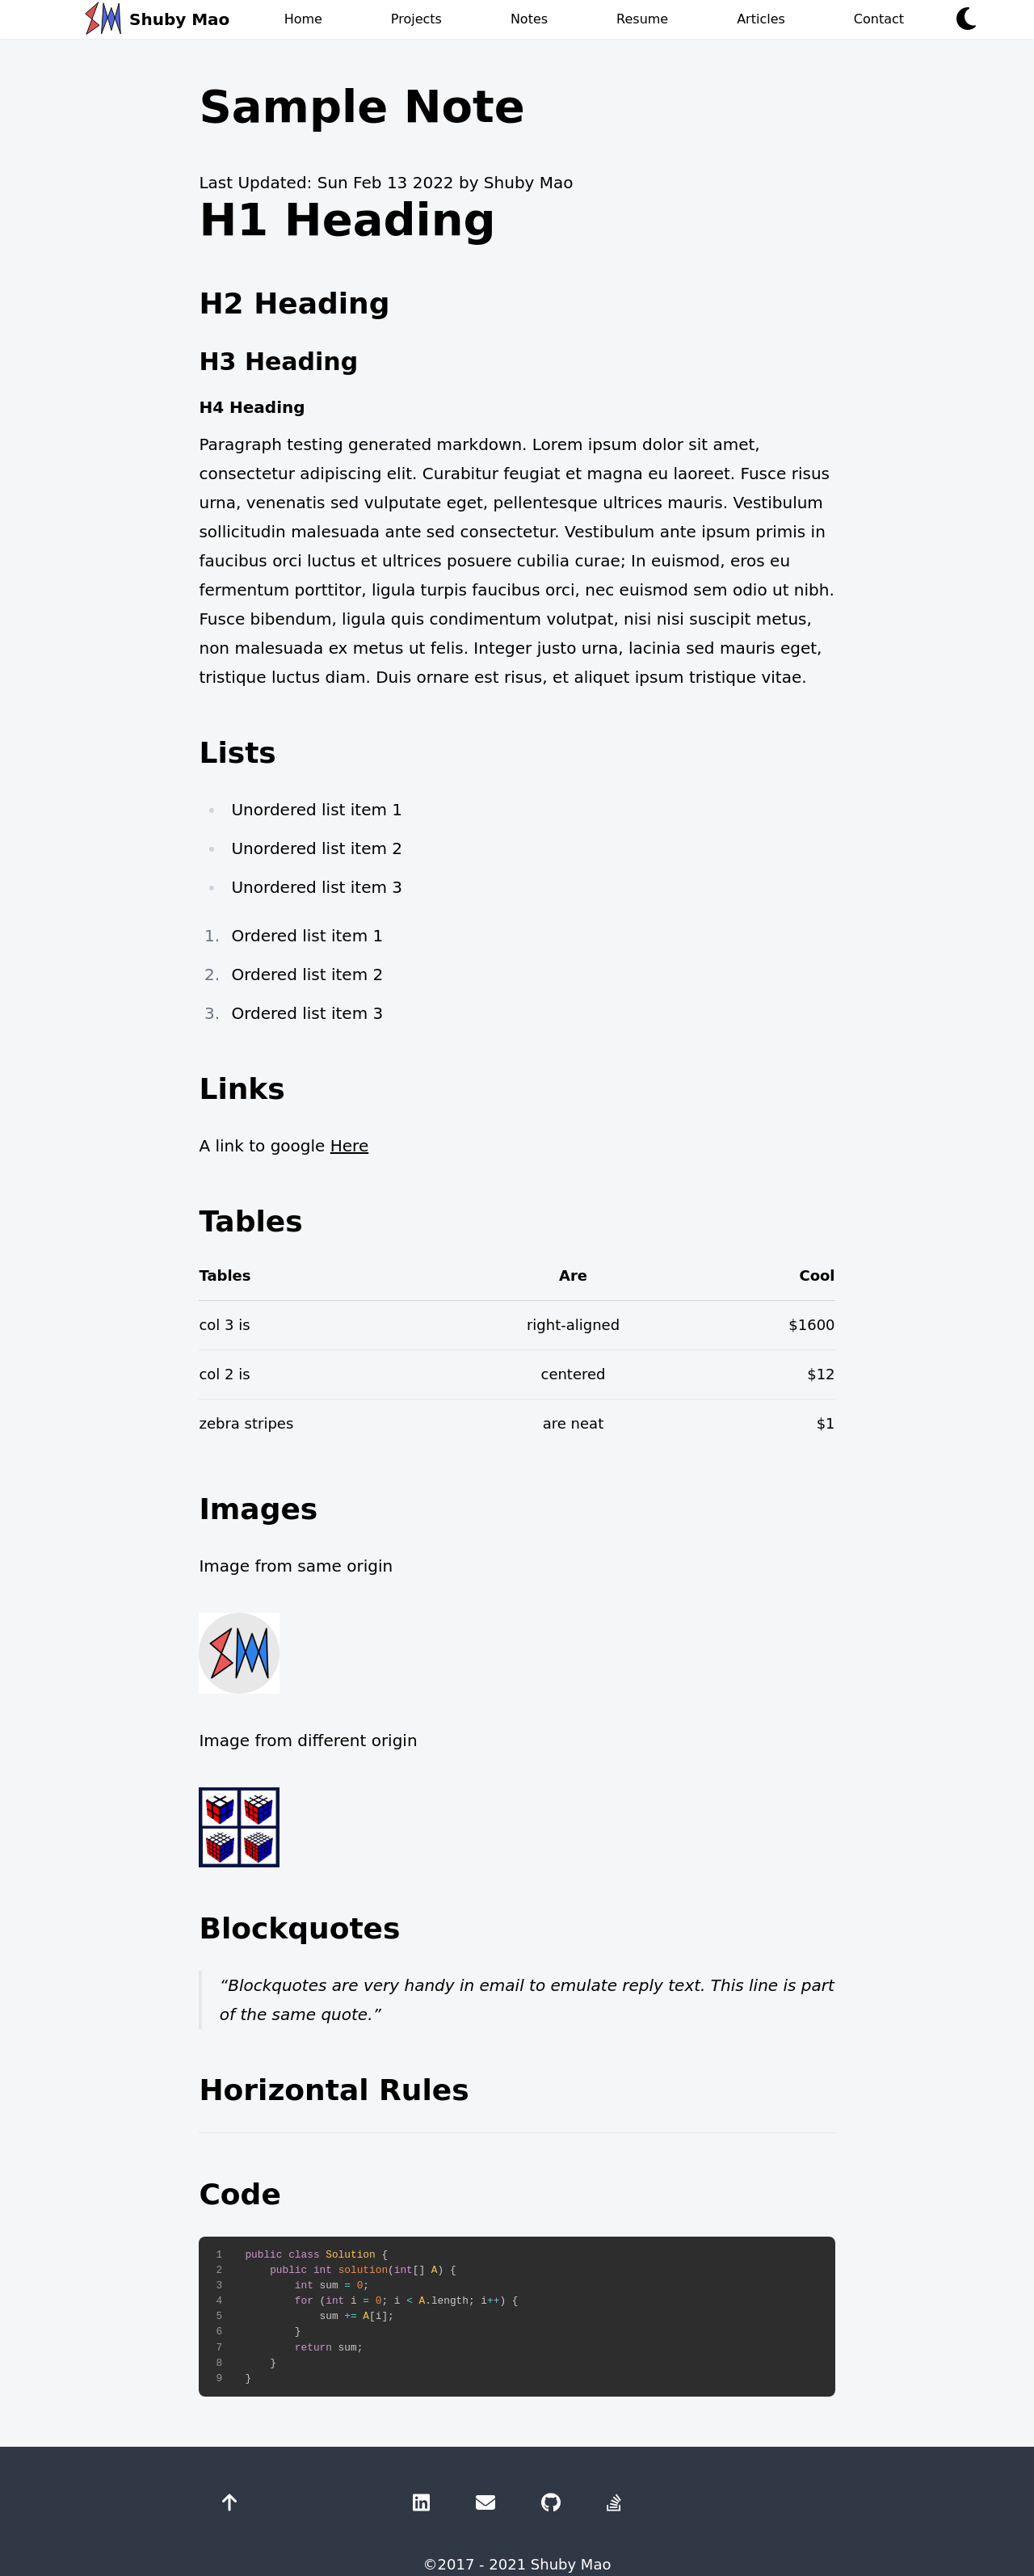 Shuby Mao
Home
Projects
Notes
Resume
Articles
Contact
Sample Note
Last Updated: Sun Feb 13 2022 by Shuby Mao
H1 Heading
H2 Heading
H3 Heading
H4 Heading
Paragraph testing generated markdown. Lorem ipsum dolor sit amet,
consectetur adipiscing elit. Curabitur feugiat et magna eu laoreet. Fusce risus
urna, venenatis sed vulputate eget, pellentesque ultrices mauris. Vestibulum
sollicitudin malesuada ante sed consectetur. Vestibulum ante ipsum primis in
faucibus orci luctus et ultrices posuere cubilia curae; In euismod, eros eu
fermentum porttitor, ligula turpis faucibus orci, nec euismod sem odio ut nibh.
Fusce bibendum, ligula quis condimentum volutpat, nisi nisi suscipit metus,
non malesuada ex metus ut felis. Integer justo urna, lacinia sed mauris eget,
tristique luctus diam. Duis ornare est risus, et aliquet ipsum tristique vitae.
Lists
• Unordered list item 1
• Unordered list item 2
• Unordered list item 3
1. Ordered list item 1
2. Ordered list item 2
3. Ordered list item 3
Links
A link to google Here
Tables
Tables Are Cool
col 3 is right-aligned $1600
col 2 is centered $12
zebra stripes are neat $1
Images
Image from same origin
SM
Image from different origin
Blockquotes
“Blockquotes are very handy in email to emulate reply text. This line is part
of the same quote.”
Horizontal Rules
Code
1 public class Solution {
2     public int solution(int[] A) {
3         int sum = 0;
4         for (int i = 0; i < A.length; i++) {
5             sum += A[i];
6         }
7         return sum;
8     }
9 }
©2017 - 2021 Shuby Mao